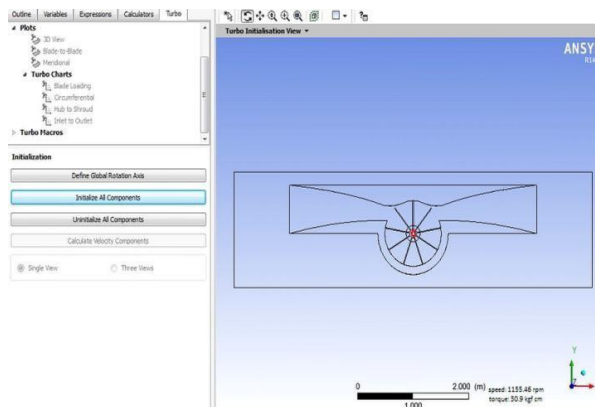 Outline Variables Expressions Calculators Turbo
Plots
3D View
Blade-to-Blade
Meridional
Turbo Charts
Blade Loading
Circumferential
Hub to Shroud
Inlet to Outlet
Turbo Macros
Initialization
Define Global Rotation Axis
Initialize All Components
Uninitialize All Components
Calculate Velocity Components
Single View Three Views
Turbo Initialisation View
ANSYS
R14
Y
X
Z
0 2.000 (m)
1.000
speed: 1155.46 rpm
torque: 30.9 kgf cm